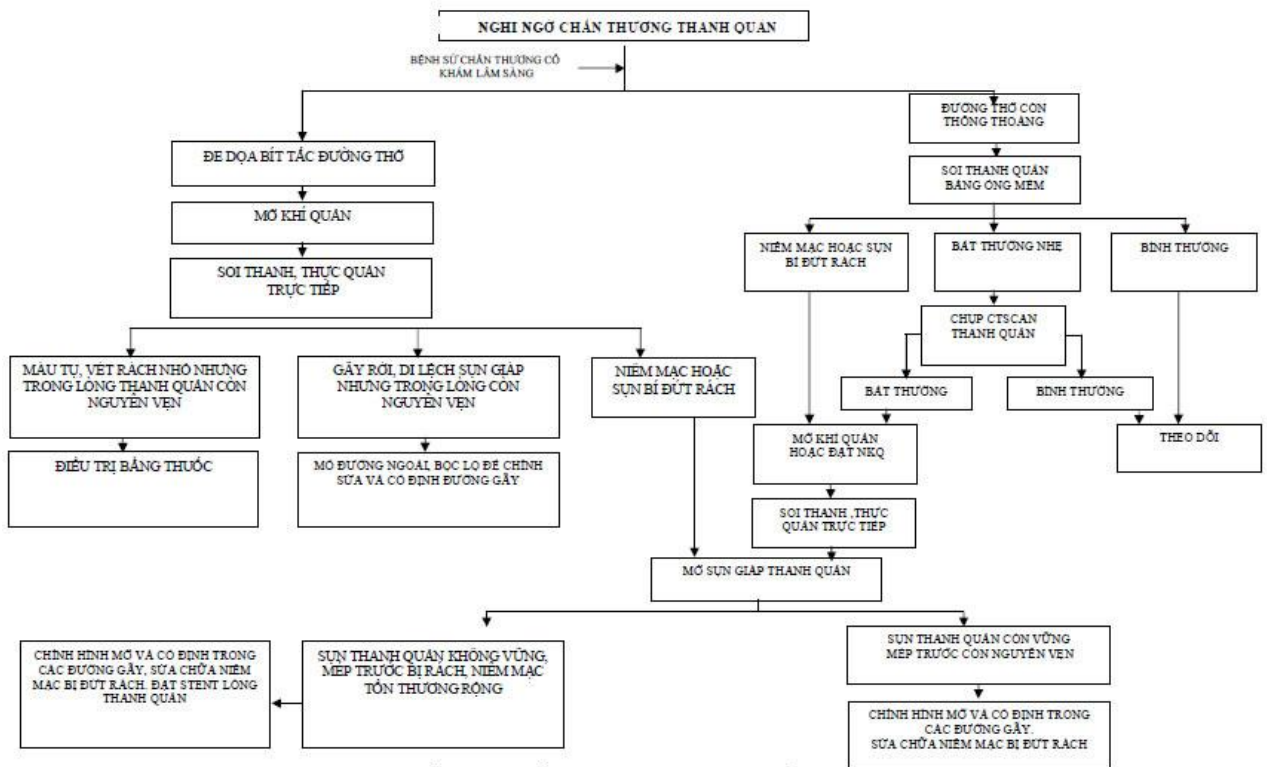 NGHI NGỜ CHẤN THƯƠNG THANH QUẢN
BỆNH SỬ CHẤN THƯƠNG CỔ
KHÁM LÂM SÀNG
ĐƯỜNG THỞ CÒN
THÔNG THOÁNG
ĐE DỌA BÍT TẮC ĐƯỜNG THỞ
SOI THANH QUẢN
BẰNG ỐNG MỀM
MỞ KHÍ QUẢN
NIÊM MẠC HOẶC SỤN
BỊ ĐỨT RÁCH
BẤT THƯỜNG NHẸ
BÌNH THƯỜNG
SOI THANH, THỰC QUẢN
TRỰC TIẾP
CHỤP CTSCAN
THANH QUẢN
MÁU TỤ, VẾT RÁCH NHỎ NHƯNG
TRONG LÒNG THANH QUẢN CÒN
NGUYÊN VẸN
GÃY RỜI, DI LỆCH SỤN GIÁP
NHƯNG TRONG LÒNG CÒN
NGUYÊN VẸN
NIÊM MẠC HOẶC
SỤN BỊ ĐỨT RÁCH
BẤT THƯỜNG
BÌNH THƯỜNG
MỞ KHÍ QUẢN
HOẶC ĐẶT NKQ
THEO DÕI
ĐIỀU TRỊ BẰNG THUỐC
MỔ ĐƯỜNG NGOÀI, BỘC LỘ ĐỂ CHỈNH
SỬA VÀ CỐ ĐỊNH ĐƯỜNG GÃY
SOI THANH ,THỰC
QUẢN TRỰC TIẾP
MỞ SỤN GIÁP THANH QUẢN
CHỈNH HÌNH MỞ VÀ CỐ ĐỊNH TRONG
CÁC ĐƯỜNG GÃY, SỬA CHỮA NIÊM
MẠC BỊ ĐỨT RÁCH. ĐẶT STENT LÒNG
THANH QUẢN
SỤN THANH QUẢN KHÔNG VỮNG,
MÉP TRƯỚC BỊ RÁCH, NIÊM MẠC
TỔN THƯƠNG RỘNG
SỤN THANH QUẢN CÒN VỮNG
MÉP TRƯỚC CÒN NGUYÊN VẸN
CHỈNH HÌNH MỞ VÀ CỐ ĐỊNH TRONG
CÁC ĐƯỜNG GÃY.
SỬA CHỮA NIÊM MẠC BỊ ĐỨT RÁCH